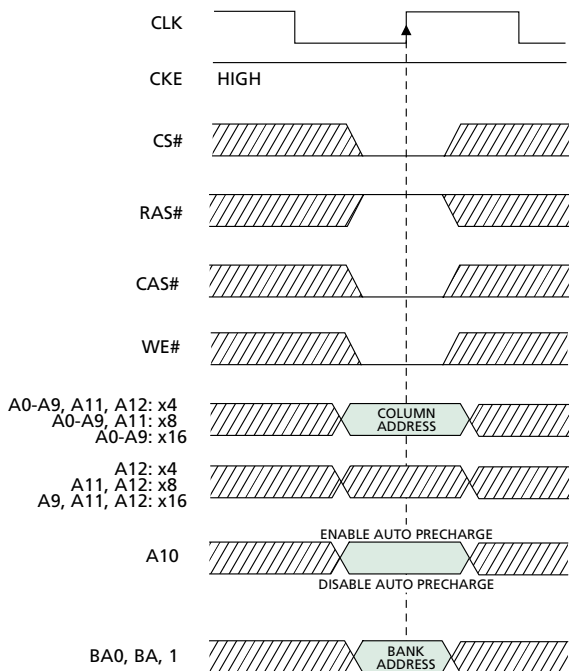 CLK
CKE HIGH
CS#
RAS#
CAS#
WE#
A0-A9, A11, A12: x4
A0-A9, A11: x8
A0-A9: x16
COLUMN
ADDRESS
A12: x4
A11, A12: x8
A9, A11, A12: x16
ENABLE AUTO PRECHARGE
A10
DISABLE AUTO PRECHARGE
BA0, BA, 1
BANK
ADDRESS